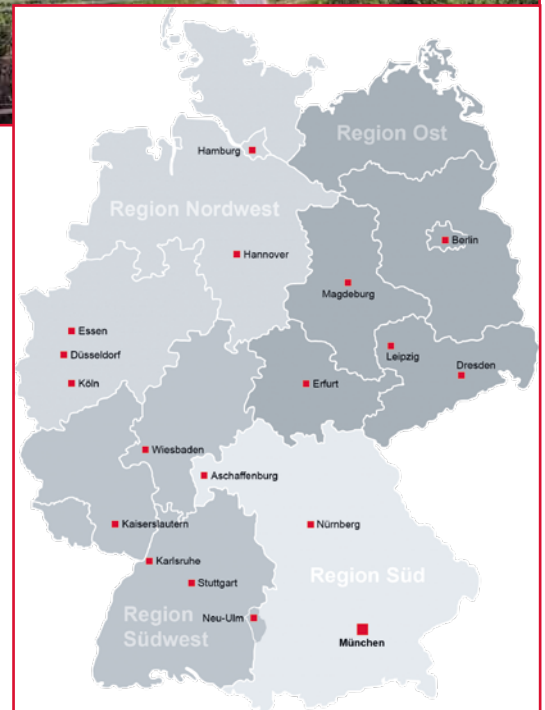 Region Ost
Hamburg
Region Nordwest
Berlin
Hannover
Magdeburg
Essen
Leipzig
Düsseldorf
Dresden
Köln
Erfurt
Wiesbaden
Aschaffenburg
Kaiserslautern
Nürnberg
Karlsruhe
Region Süd
Stuttgart
Region
Südwest
Neu-Ulm
München